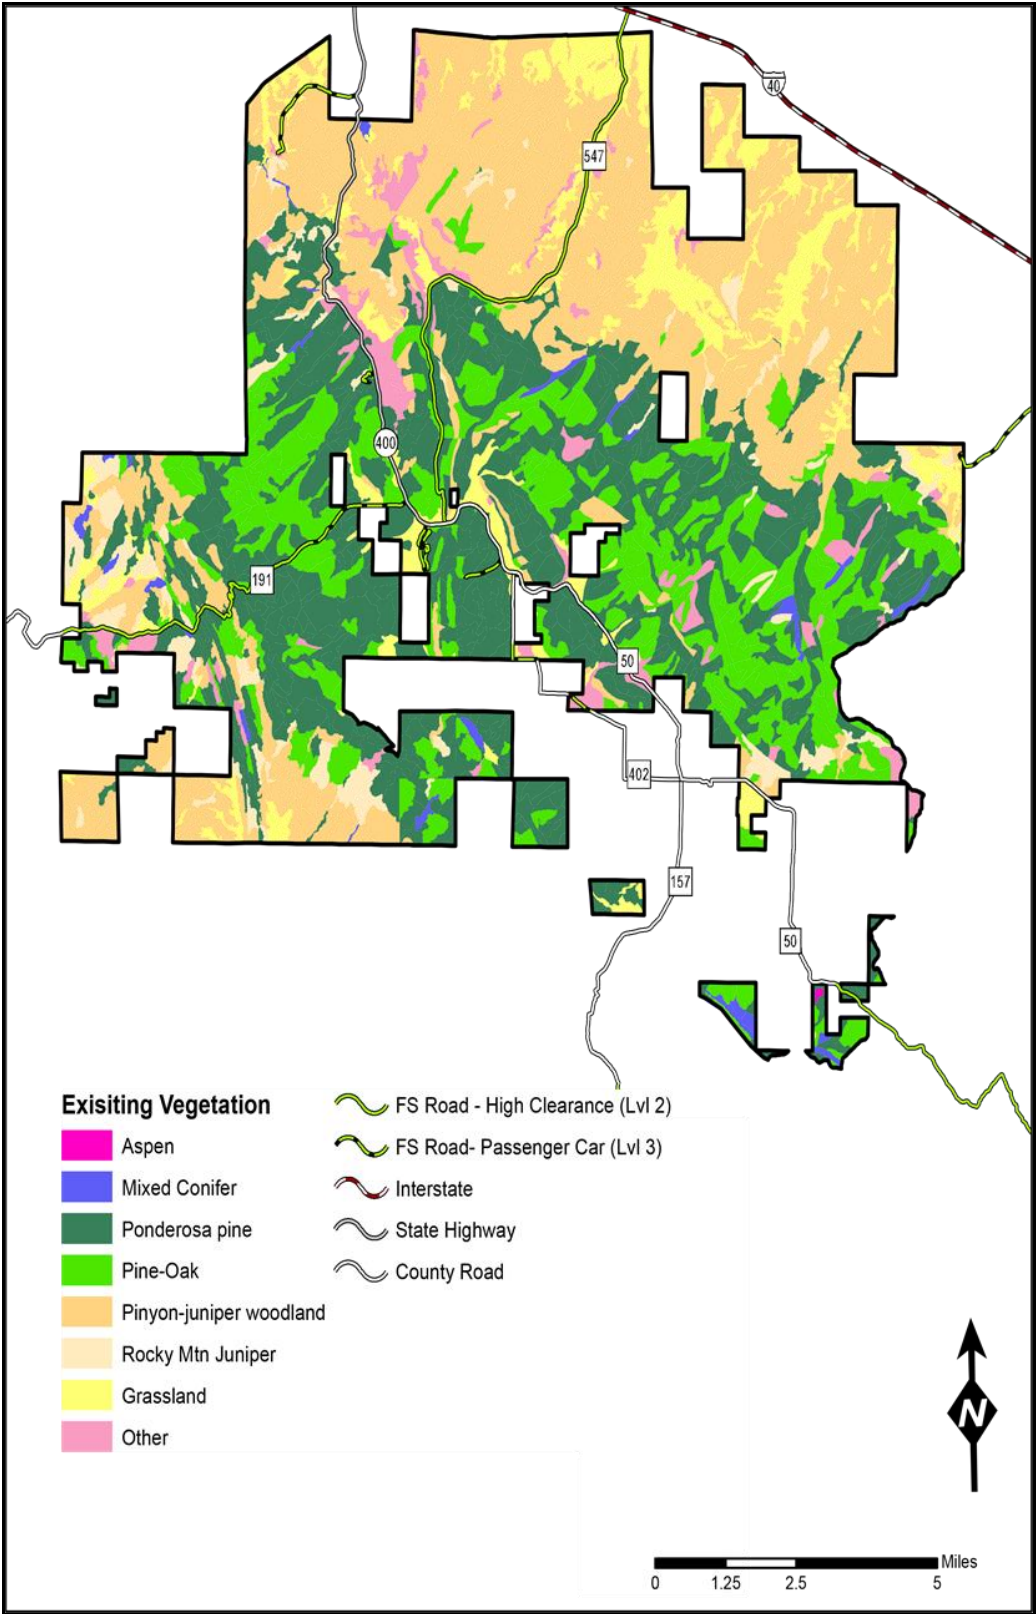 40
547
400
191
50
402
157
50
Exisiting Vegetation
Aspen
Mixed Conifer
Ponderosa pine
Pine-Oak
Pinyon-juniper woodland
Rocky Mtn Juniper
Grassland
Other
FS Road - High Clearance (Lvl 2)
FS Road- Passenger Car (Lvl 3)
Interstate
State Highway
County Road
N
Miles
0 1.25 2.5 5